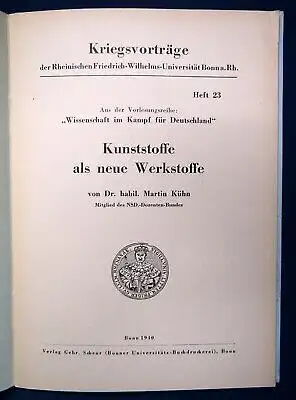 Kriegsvorträge
der Rheinischen Friedrich-Wilhelms-Universität Bonn a. Rh.
Heft 23
Aus der Vorlesungsreihe:
„Wissenschaft im Kampf für Deutschland“
Kunststoffe
als neue Werkstoffe
von Dr. habil. Martin Kühn
Mitglied des NSD.-Dozenten-Bundes
Bonn 1940
Verlag Gebr. Scheur (Bonner Universitäts-Buchdruckerei), Bonn